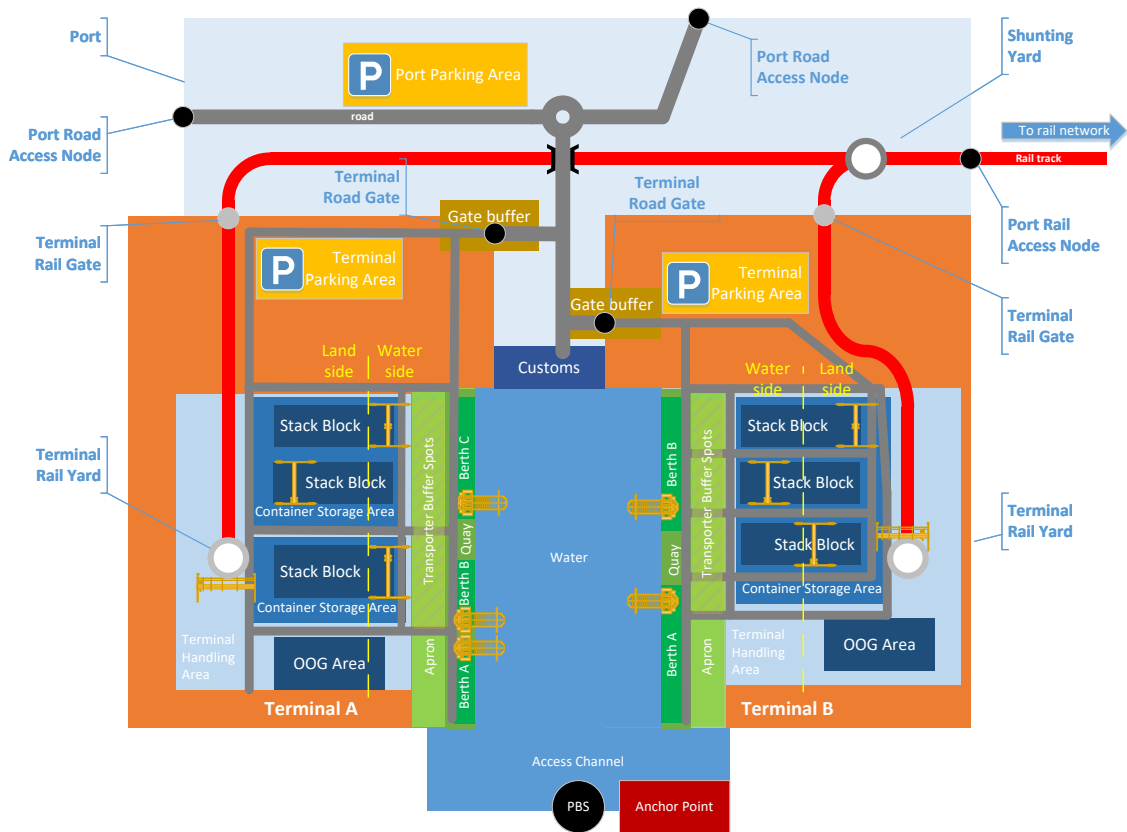 Port
P
Port Parking Area
Port Road
Access Node
Shunting
Yard
To rail network
Port Road
Access Node
road
Rail track
Terminal
Road Gate
Terminal
Road Gate
Gate buffer
Port Rail
Access Node
Terminal
Rail Gate
P
Terminal
Parking Area
P
Terminal
Parking Area
Gate buffer
Terminal
Rail Gate
Customs
Land
side
Water
side
Water
side
Land
side
Stack Block
Stack Block
Container Storage Area
Stack Block
Container Storage Area
Terminal
Rail Yard
Transporter Buffer Spots
Apron
Berth C
Quay
Berth B
Berth A
Water
Berth B
Quay
Berth A
Transporter Buffer Spots
Apron
Stack Block
Stack Block
Stack Block
Container Storage Area
Terminal
Rail Yard
Terminal
Handling
Area
OOG Area
Terminal
Handling
Area
OOG Area
Terminal A
Terminal B
Access Channel
PBS
Anchor Point